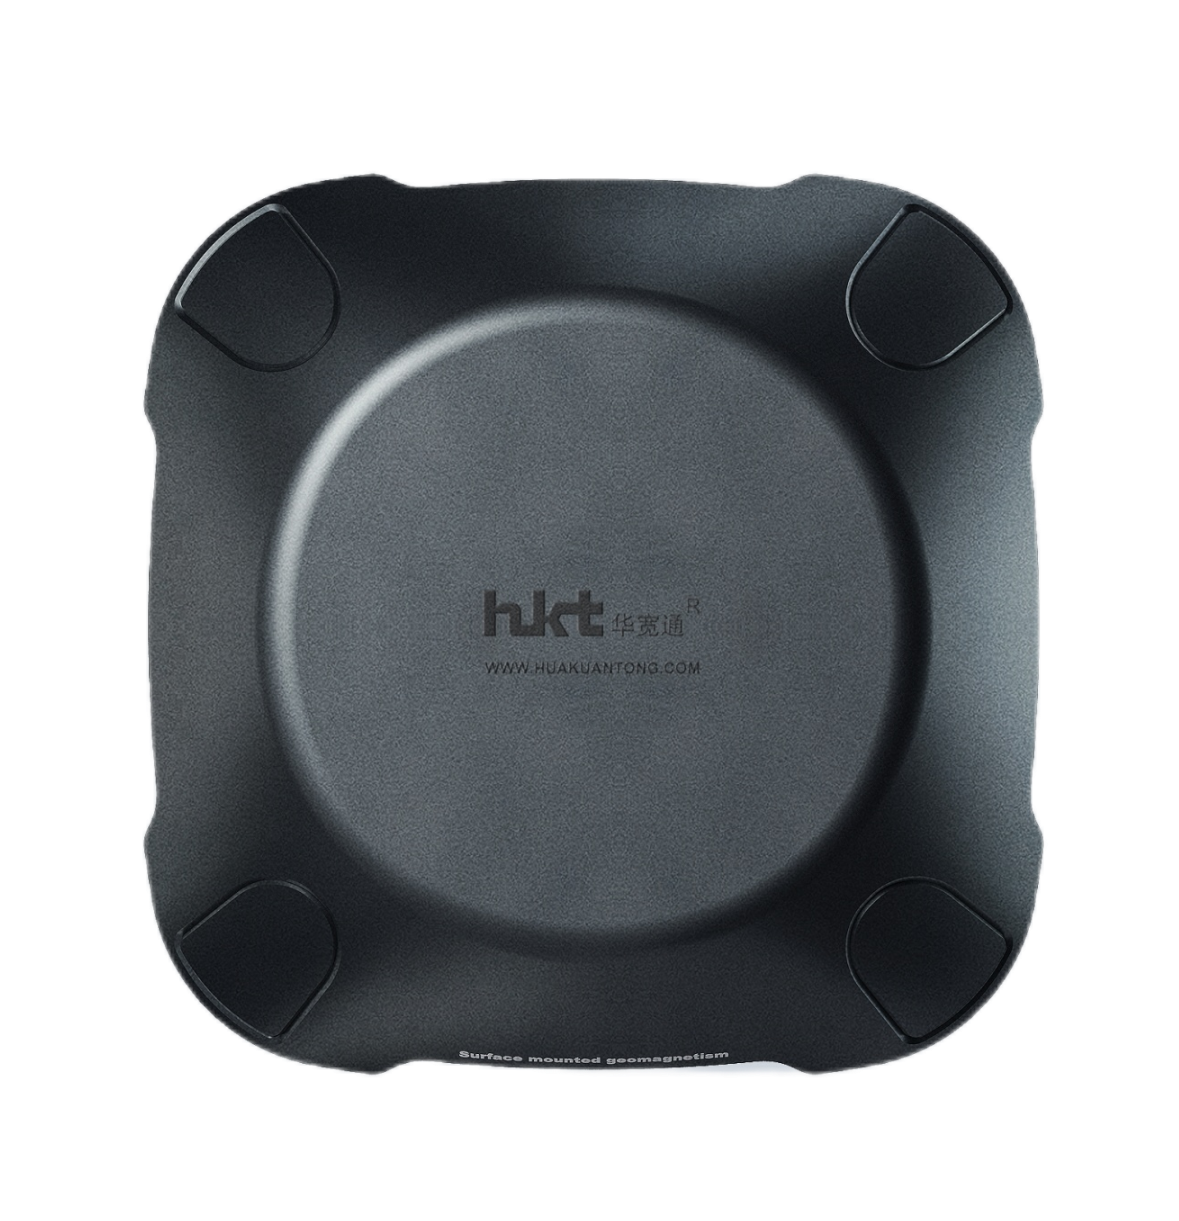 hkt 华宽通 R
WWW.HUAKUANTONG.COM
Surface mounted geomagnetism